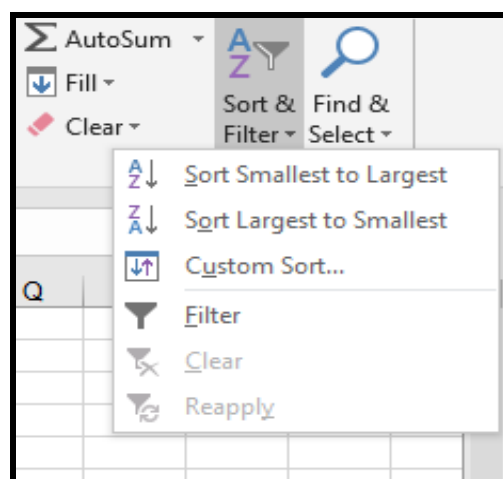 AutoSum
Fill
Clear
Sort &
Filter
Find &
Select
Sort Smallest to Largest
Sort Largest to Smallest
Custom Sort...
Filter
Clear
Reapply
Q